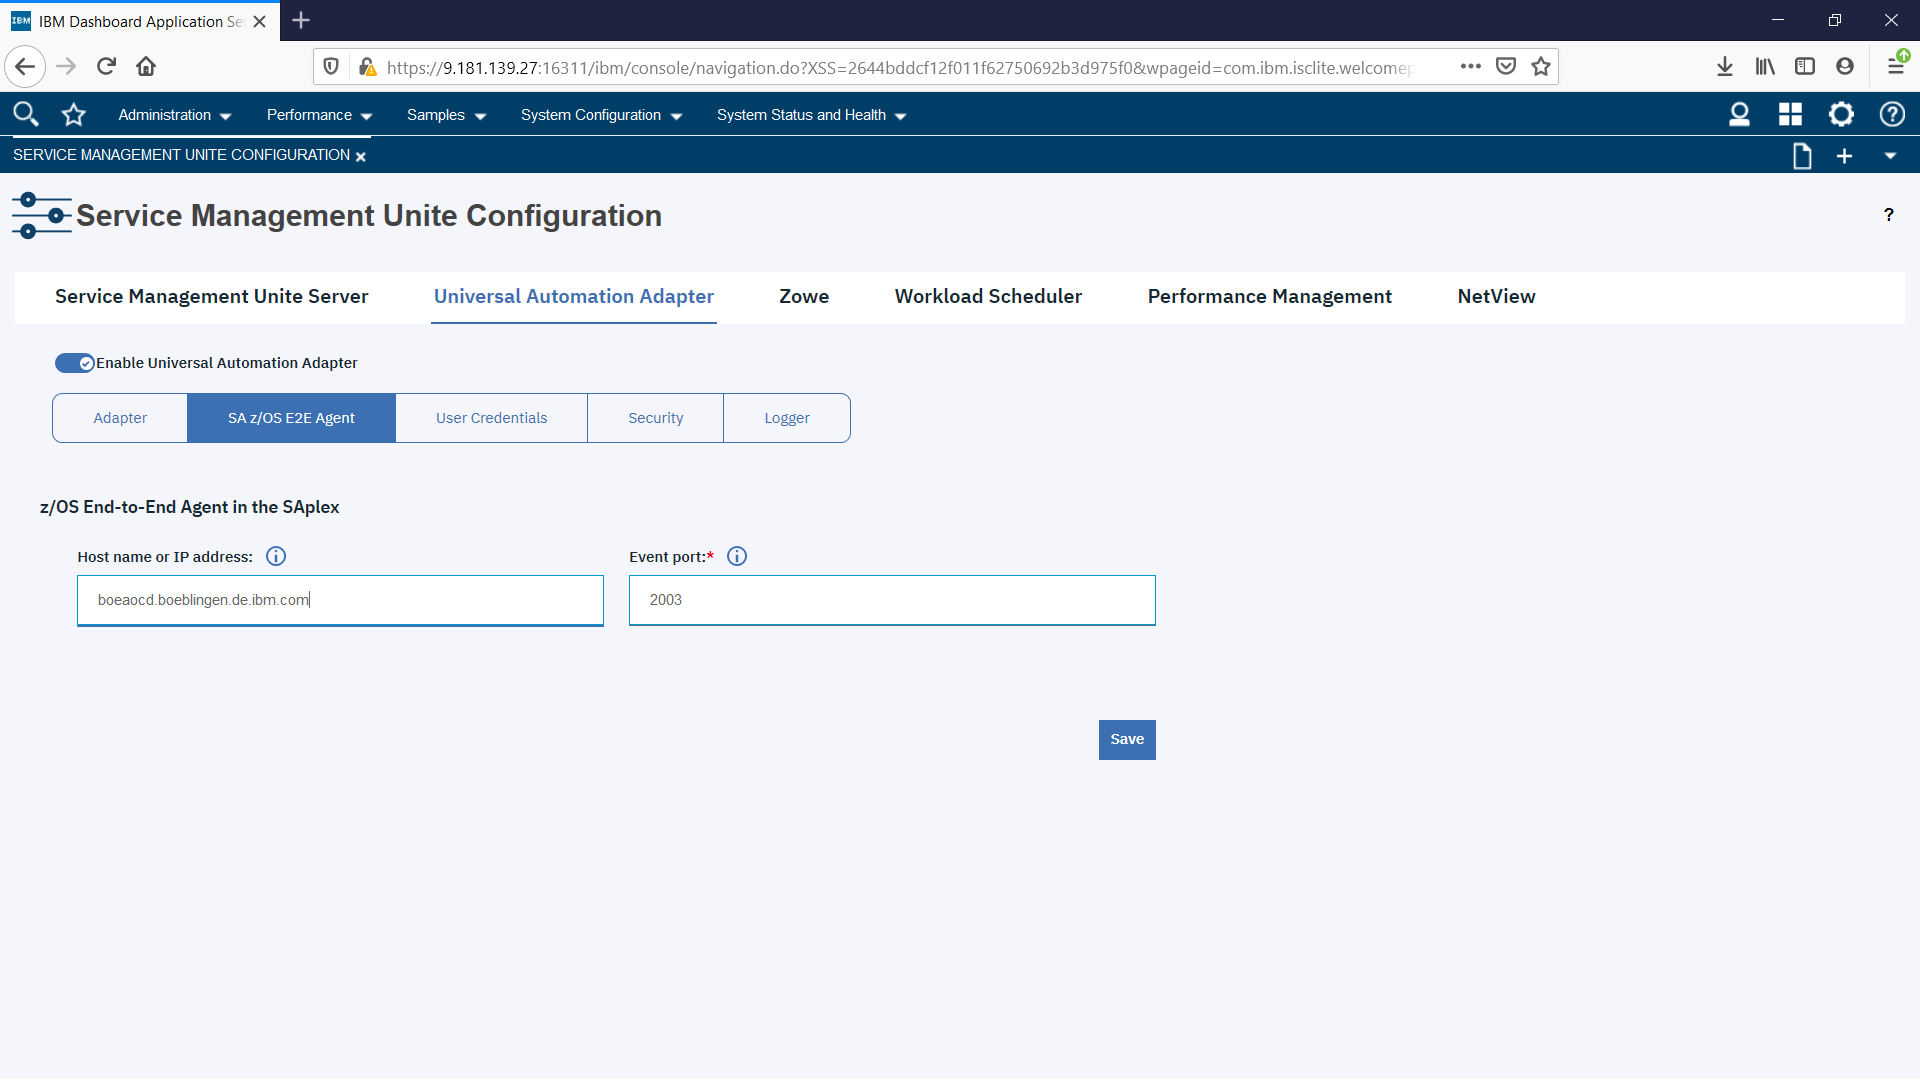 IBM Dashboard Application Se
https://9.181.139.27:16311/ibm/console/navigation.do?XSS=2644bddcf12f011f62750692b3d975f0&wpageid=com.ibm.isclite.welcomep
Administration Performance Samples System Configuration System Status and Health
SERVICE MANAGEMENT UNITE CONFIGURATION
Service Management Unite Configuration
?
Service Management Unite Server Universal Automation Adapter Zowe Workload Scheduler Performance Management NetView
Enable Universal Automation Adapter
Adapter SA z/OS E2E Agent User Credentials Security Logger
z/OS End-to-End Agent in the SAplex
Host name or IP address: Event port:*
boeaocd.boeblingen.de.ibm.com 2003
Save